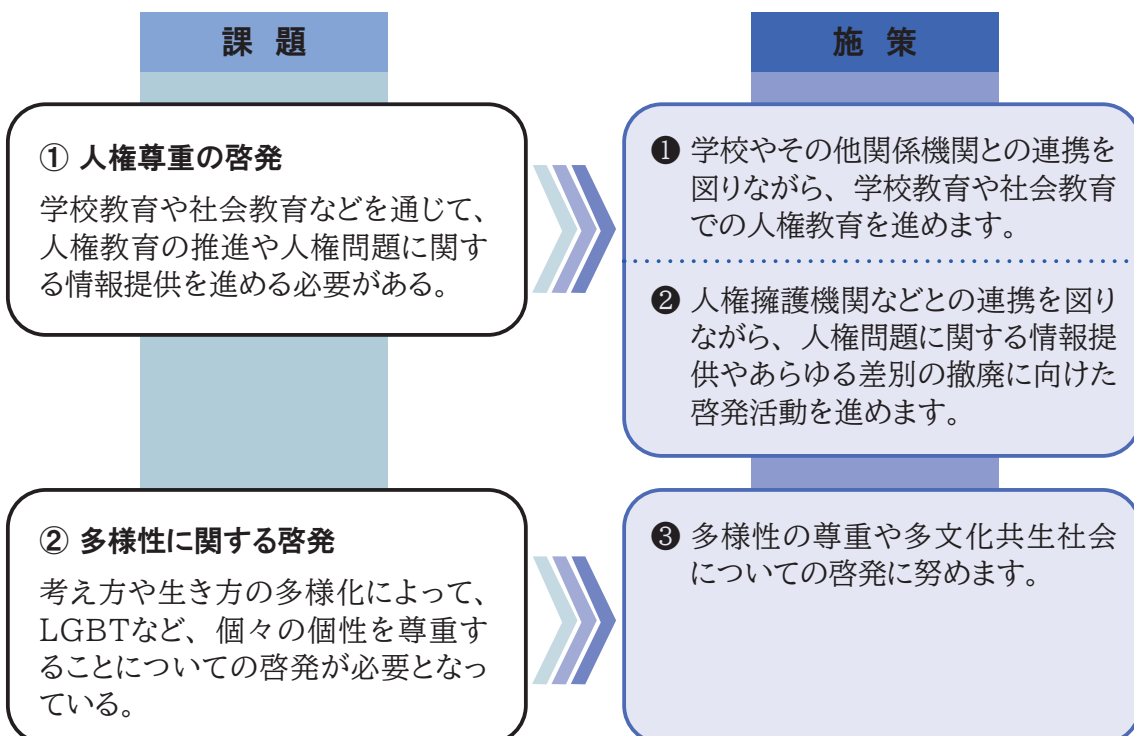 課 題
① 人権尊重の啓発
学校教育や社会教育などを通じて、
人権教育の推進や人権問題に関す
る情報提供を進める必要がある。
② 多様性に関する啓発
考え方や生き方の多様化によって、
LGBTなど、個々の個性を尊重す
ることについての啓発が必要となっ
ている。
施 策
❶ 学校やその他関係機関との連携を
図りながら、学校教育や社会教育
での人権教育を進めます。
❷ 人権擁護機関などとの連携を図り
ながら、人権問題に関する情報提
供やあらゆる差別の撤廃に向けた
啓発活動を進めます。
❸ 多様性の尊重や多文化共生社会
についての啓発に努めます。